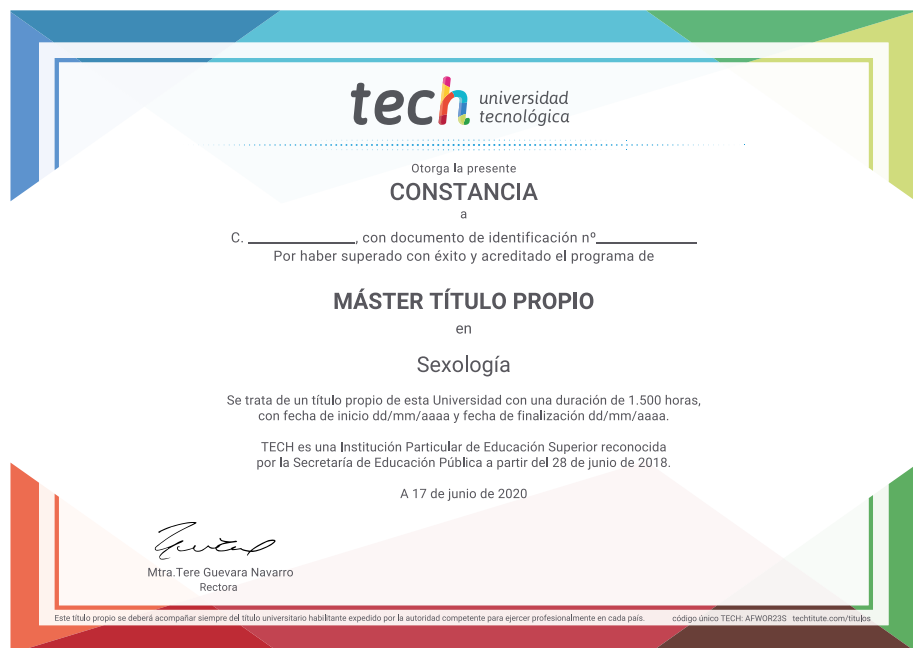 tech universidad
tecnológica
Otorga la presente
CONSTANCIA
a
C. ____________, con documento de identificación nº____________
Por haber superado con éxito y acreditado el programa de
MÁSTER TÍTULO PROPIO
en
Sexología
Se trata de un título propio de esta Universidad con una duración de 1.500 horas,
con fecha de inicio dd/mm/aaaa y fecha de finalización dd/mm/aaaa.
TECH es una Institución Particular de Educación Superior reconocida
por la Secretaría de Educación Pública a partir del 28 de junio de 2018.
A 17 de junio de 2020
Mtra.Tere Guevara Navarro
Rectora
Este título propio se deberá acompañar siempre del título universitario habilitante expedido por la autoridad competente para ejercer profesionalmente en cada país. código único TECH: AFWOR23S techtitute.com/titulos